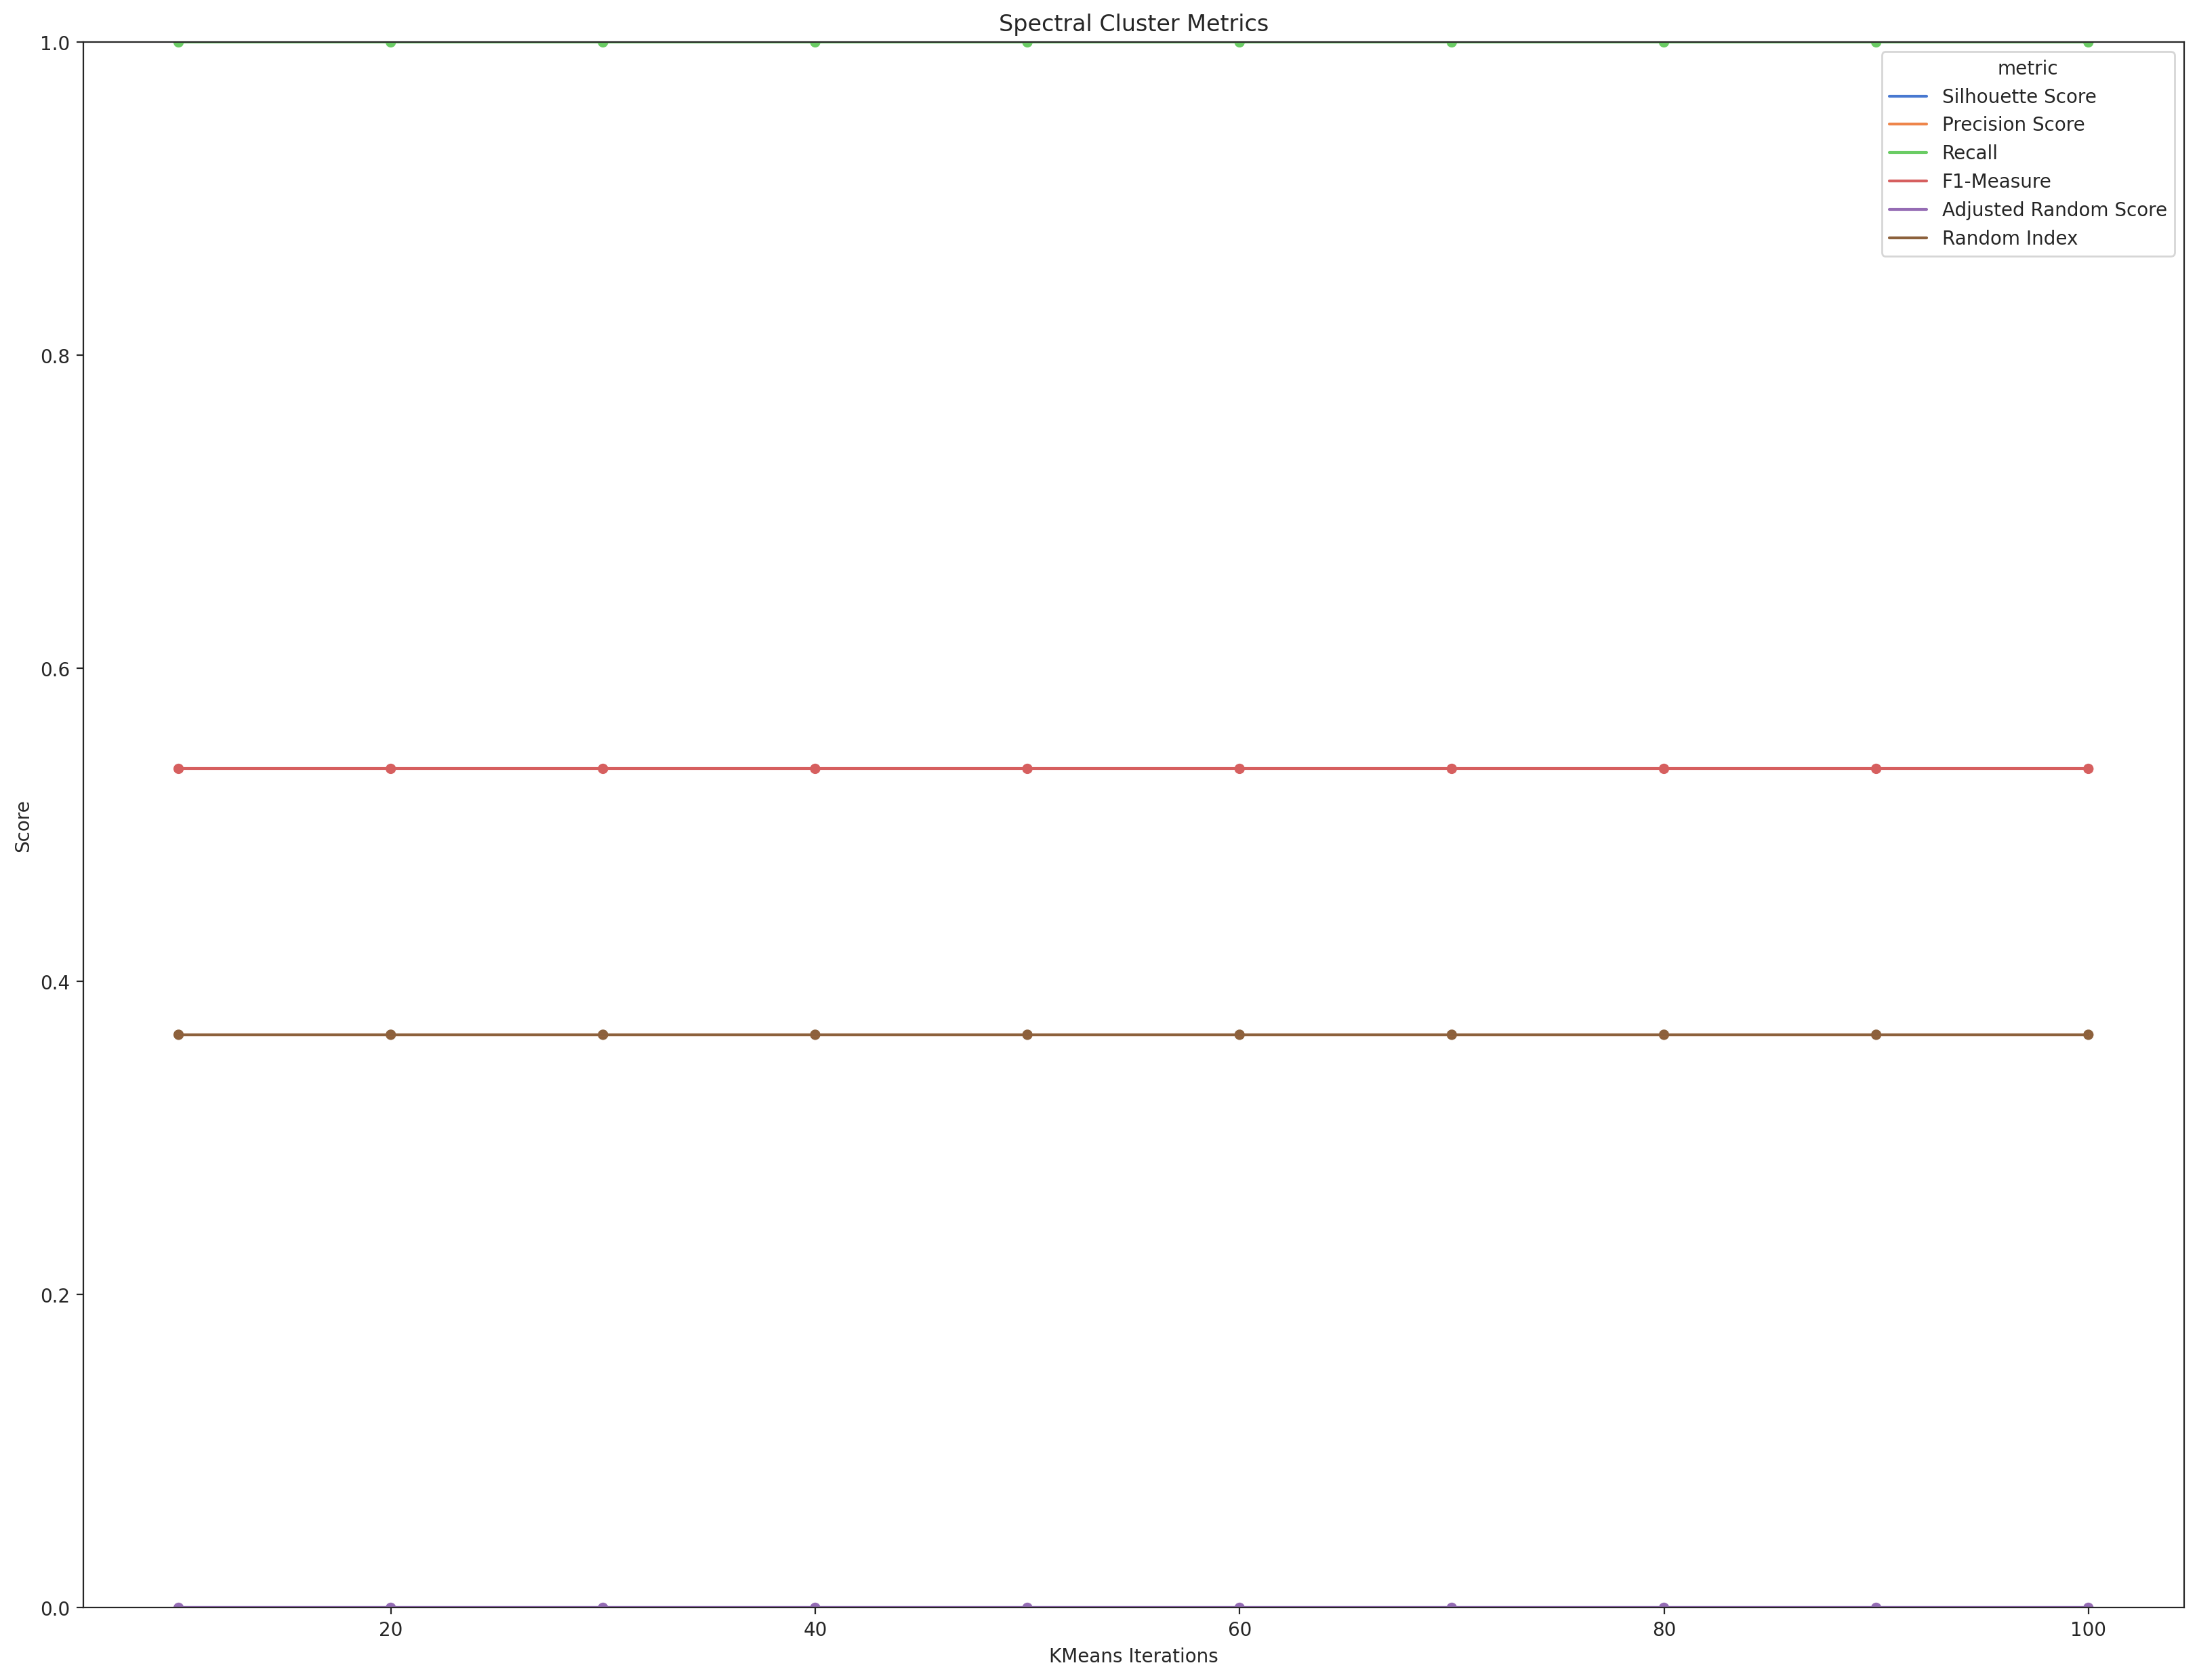 Spectral Cluster Metrics
1.0
0.8
0.6
0.4
0.2
0.0
Score
metric
Silhouette Score
Precision Score
Recall
F1-Measure
Adjusted Random Score
Random Index
20 40 60 80 100
KMeans Iterations